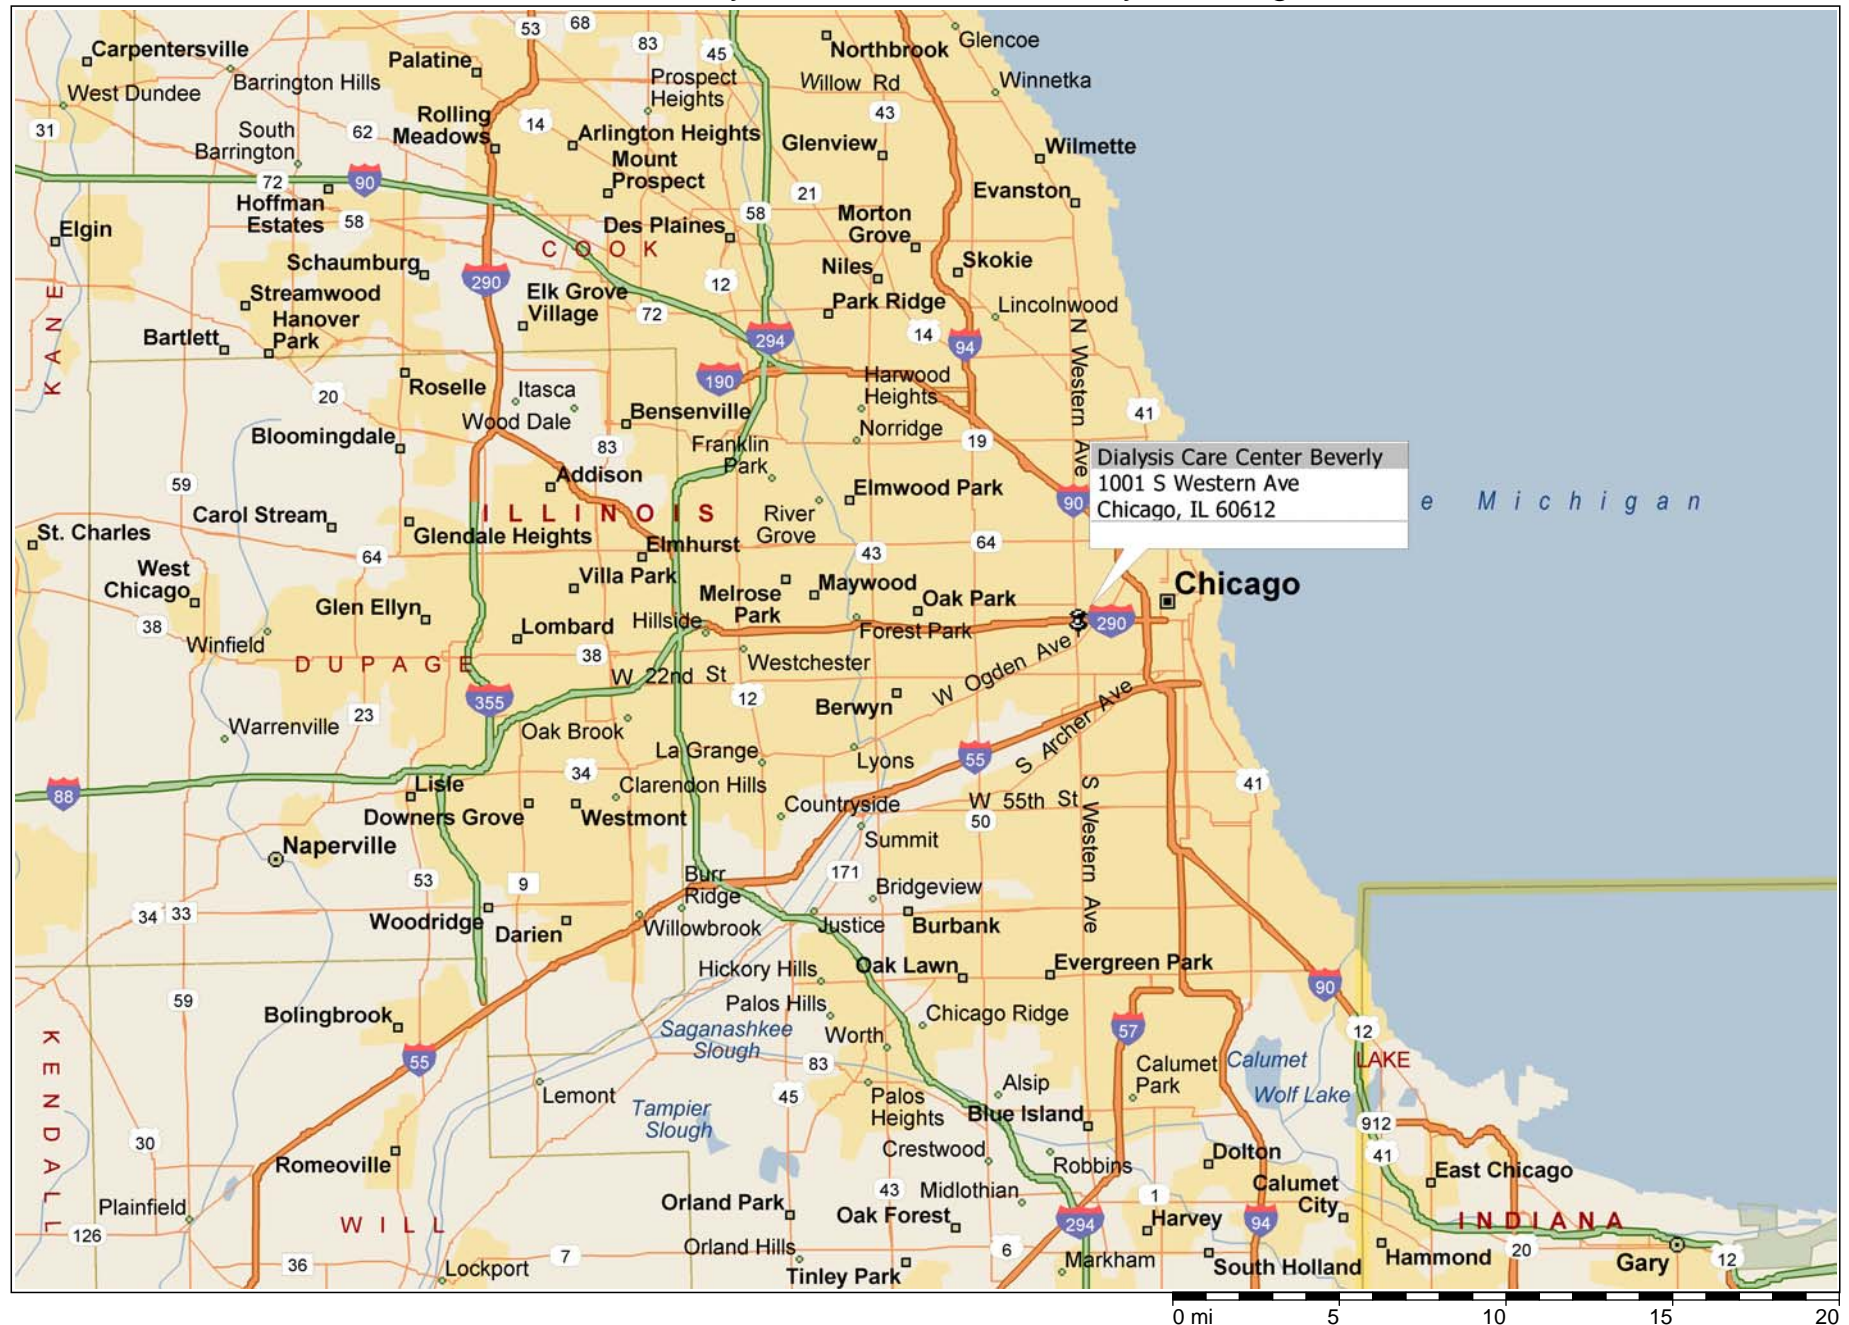 Carpentersville
West Dundee
Barrington Hills
Palatine
53
68
83
45
Northbrook
Glencoe
Prospect
Heights
Willow Rd
Winnetka
31
South
Barrington
62
Rolling
Meadows
14
Arlington Heights
Mount
Prospect
Glenview
43
Wilmette
72
90
Hoffman
Estates
58
21
58
Evanston
Morton
Grove
Elgin
Des Plaines
COOK
Schaumburg
290
12
Niles
Skokie
KANE
Streamwood
Hanover
Park
Elk Grove
Village
72
Park Ridge
Lincolnwood
Bartlett
294
14
94
N Western Ave
190
Harwood
Heights
Roselle
Itasca
20
Wood Dale
Bensenville
41
Bloomingdale
83
Franklin
Park
Norridge
19
59
Addison
Elmwood Park
90
Dialysis Care Center Beverly
1001 S Western Ave
Chicago, IL 60612
e Michigan
Carol Stream
ILLINOIS
River
Grove
St. Charles
Glendale Heights
Elmhurst
64
43
64
West
Chicago
Villa Park
Melrose
Park
Maywood
Oak Park
Chicago
Glen Ellyn
38
Lombard
Hillside
Forest Park
290
Winfield
DUPAGE
38
Westchester
W 22nd St
W Ogden Ave
355
12
Berwyn
S Archer Ave
23
Warrenville
Oak Brook
La Grange
Lyons
55
88
Lisle
34
Clarendon Hills
41
Downers Grove
Westmont
Countryside
W 55th St
50
S Western Ave
Naperville
Summit
53
9
Burr
Ridge
171
Bridgeview
34
33
Woodridge
Darien
Willowbrook
Justice
Burbank
Hickory Hills
Oak Lawn
Evergreen Park
90
59
Bolingbrook
Palos Hills
Chicago Ridge
Saganashkee
Slough
Worth
57
12
KENDALL
55
83
Calumet
Park
Calumet
LAKE
Lemont
45
Alsip
Wolf Lake
Tampier
Slough
Palos
Heights
Blue Island
912
30
Crestwood
41
Romeoville
Robbins
Dolton
East Chicago
Plainfield
43
Midlothian
1
Calumet
City
Orland Park
WILL
Oak Forest
294
Harvey
94
INDIANA
126
Orland Hills
6
20
36
7
Lockport
Tinley Park
Markham
South Holland
Hammond
Gary
12
0 mi 5 10 15 20